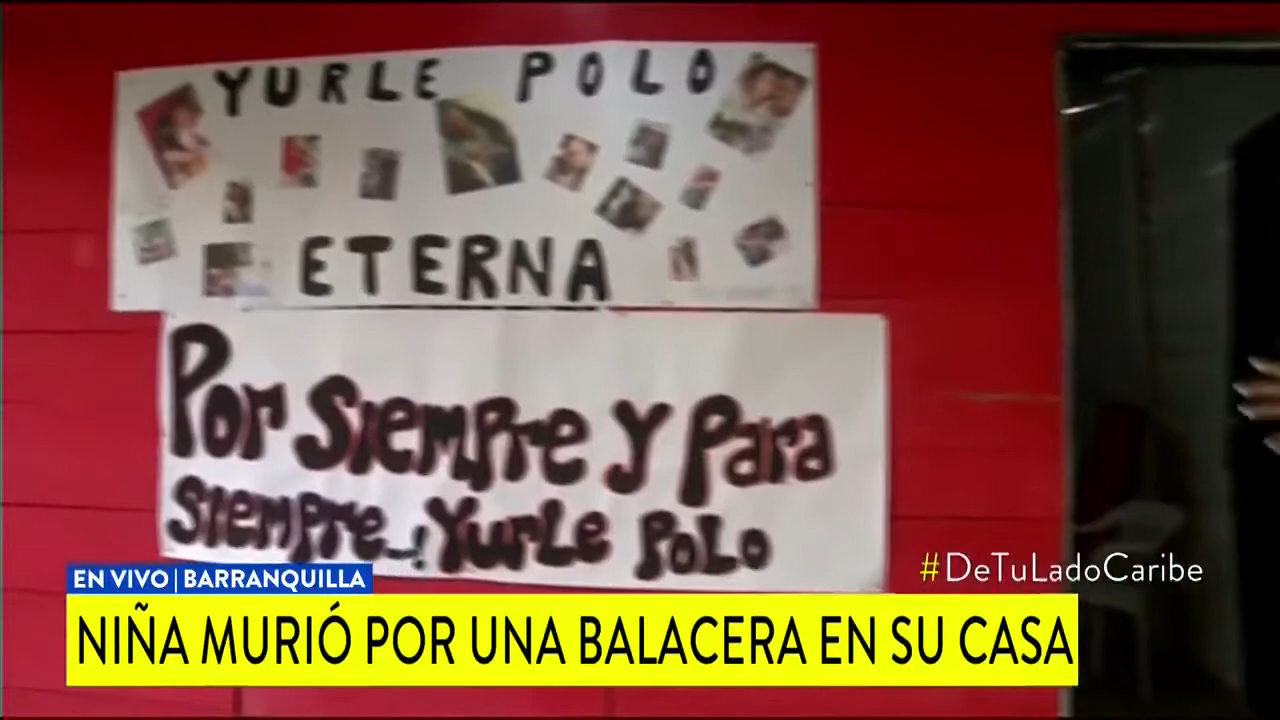 YURLE POLO
ETERNA
Por siempre y para
siempre...! Yurle Polo
#DeTuLadoCaribe
EN VIVO | BARRANQUILLA
NIÑA MURIÓ POR UNA BALACERA EN SU CASA